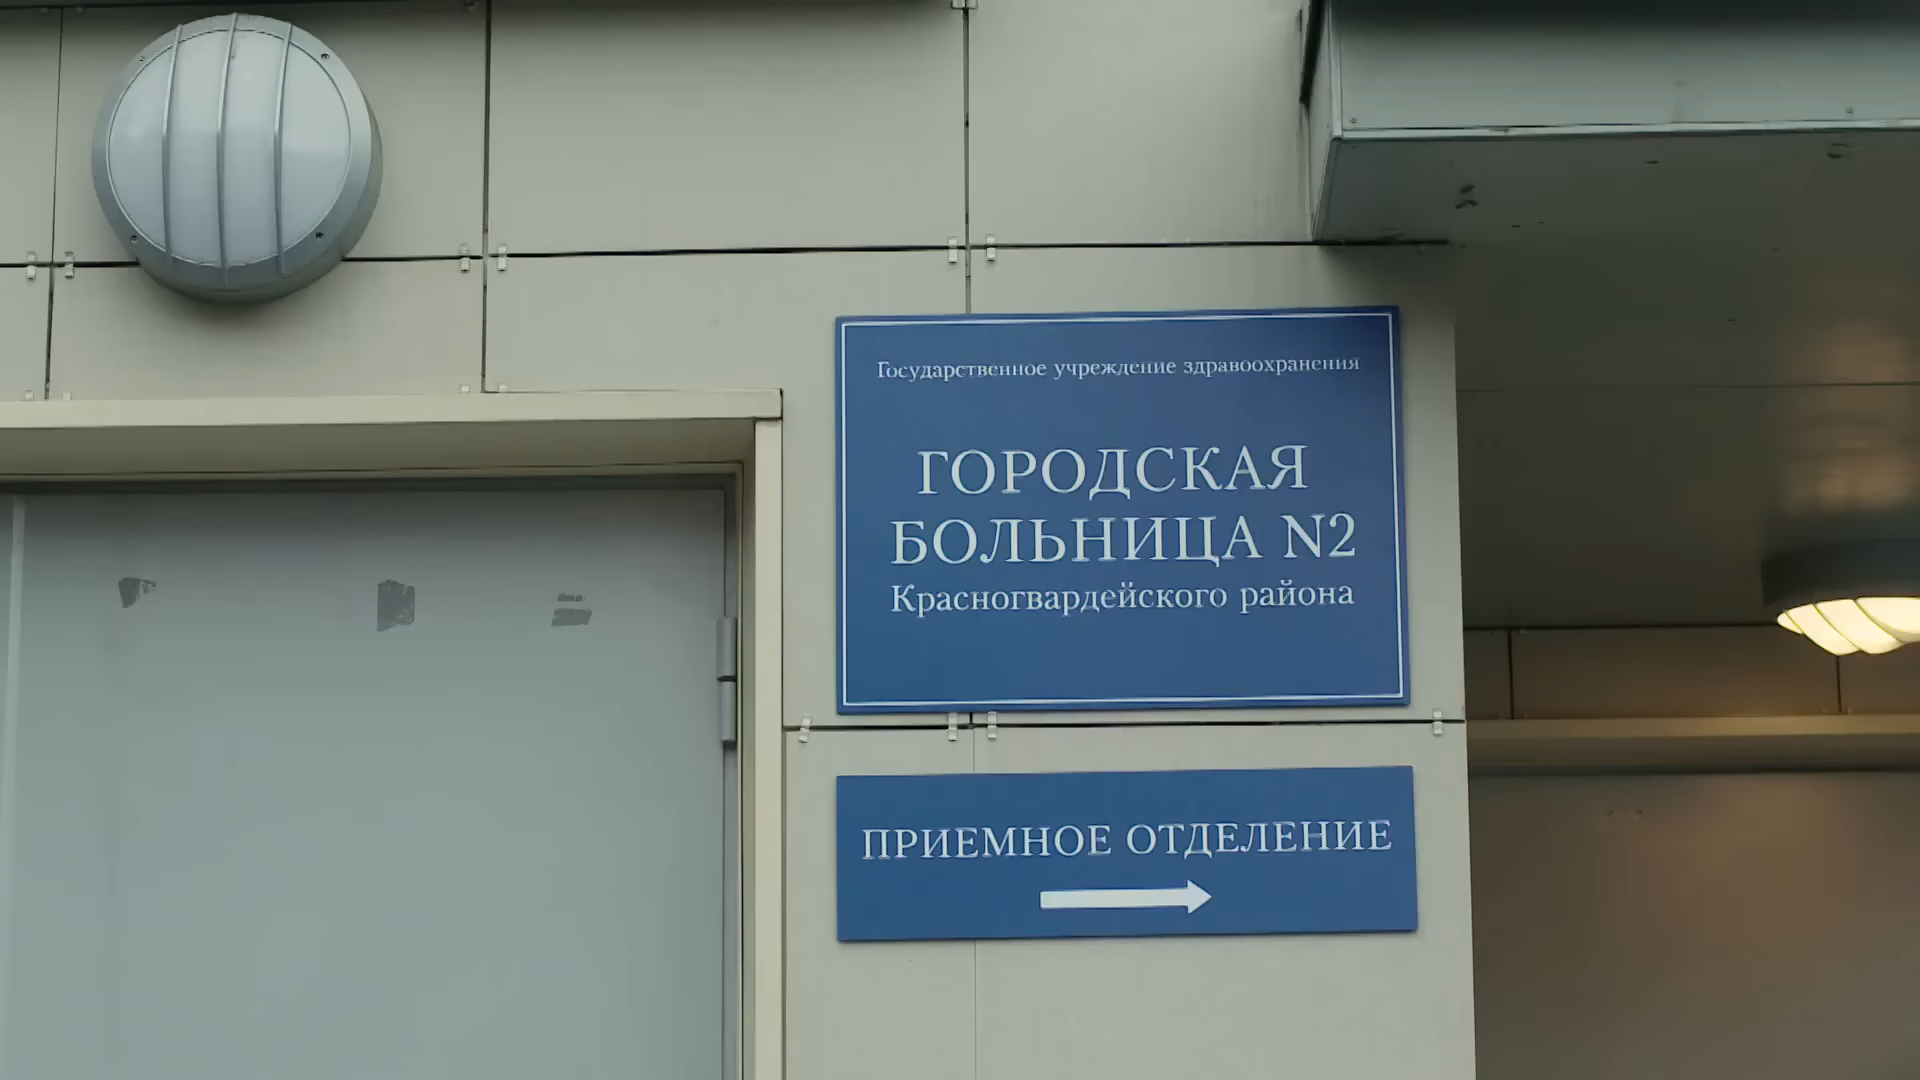 Государственное учреждение здравоохранения
ГОРОДСКАЯ
БОЛЬНИЦА N2
Красногвардейского района
ПРИЕМНОЕ ОТДЕЛЕНИЕ